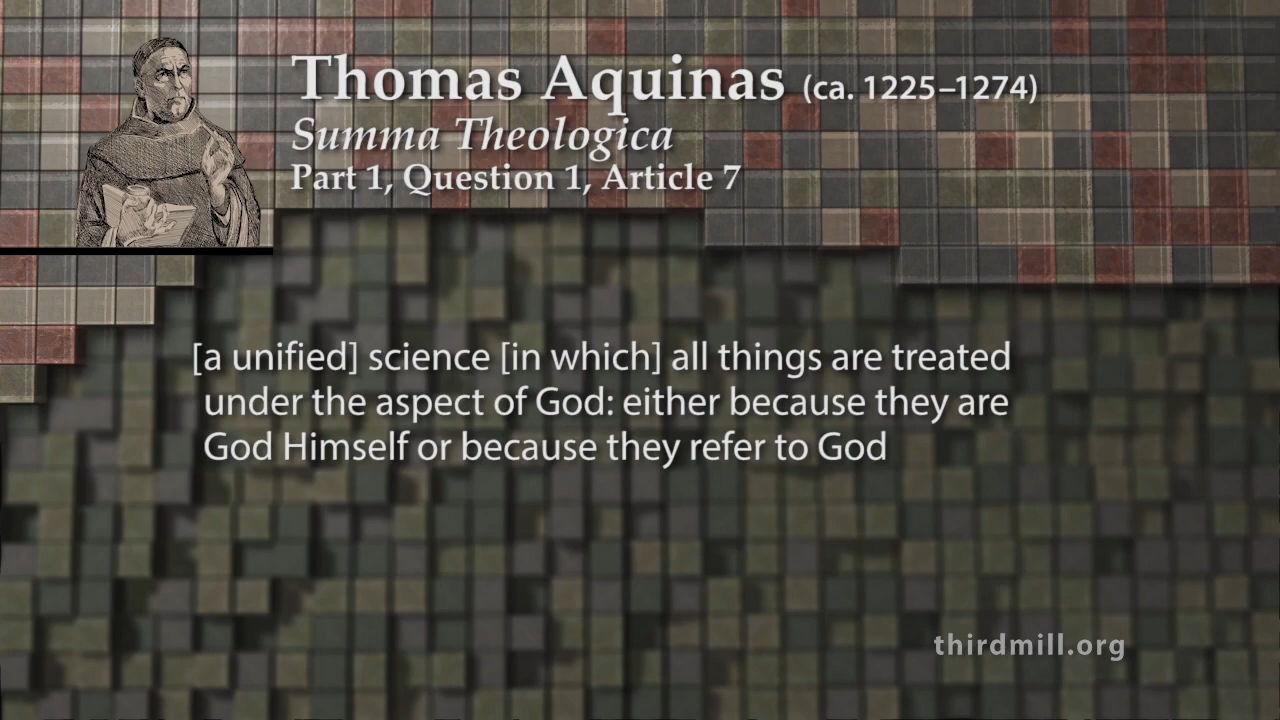 Thomas Aquinas (ca. 1225–1274)
Summa Theologica
Part 1, Question 1, Article 7
[a unified] science [in which] all things are treated
under the aspect of God: either because they are
God Himself or because they refer to God
thirdmill.org